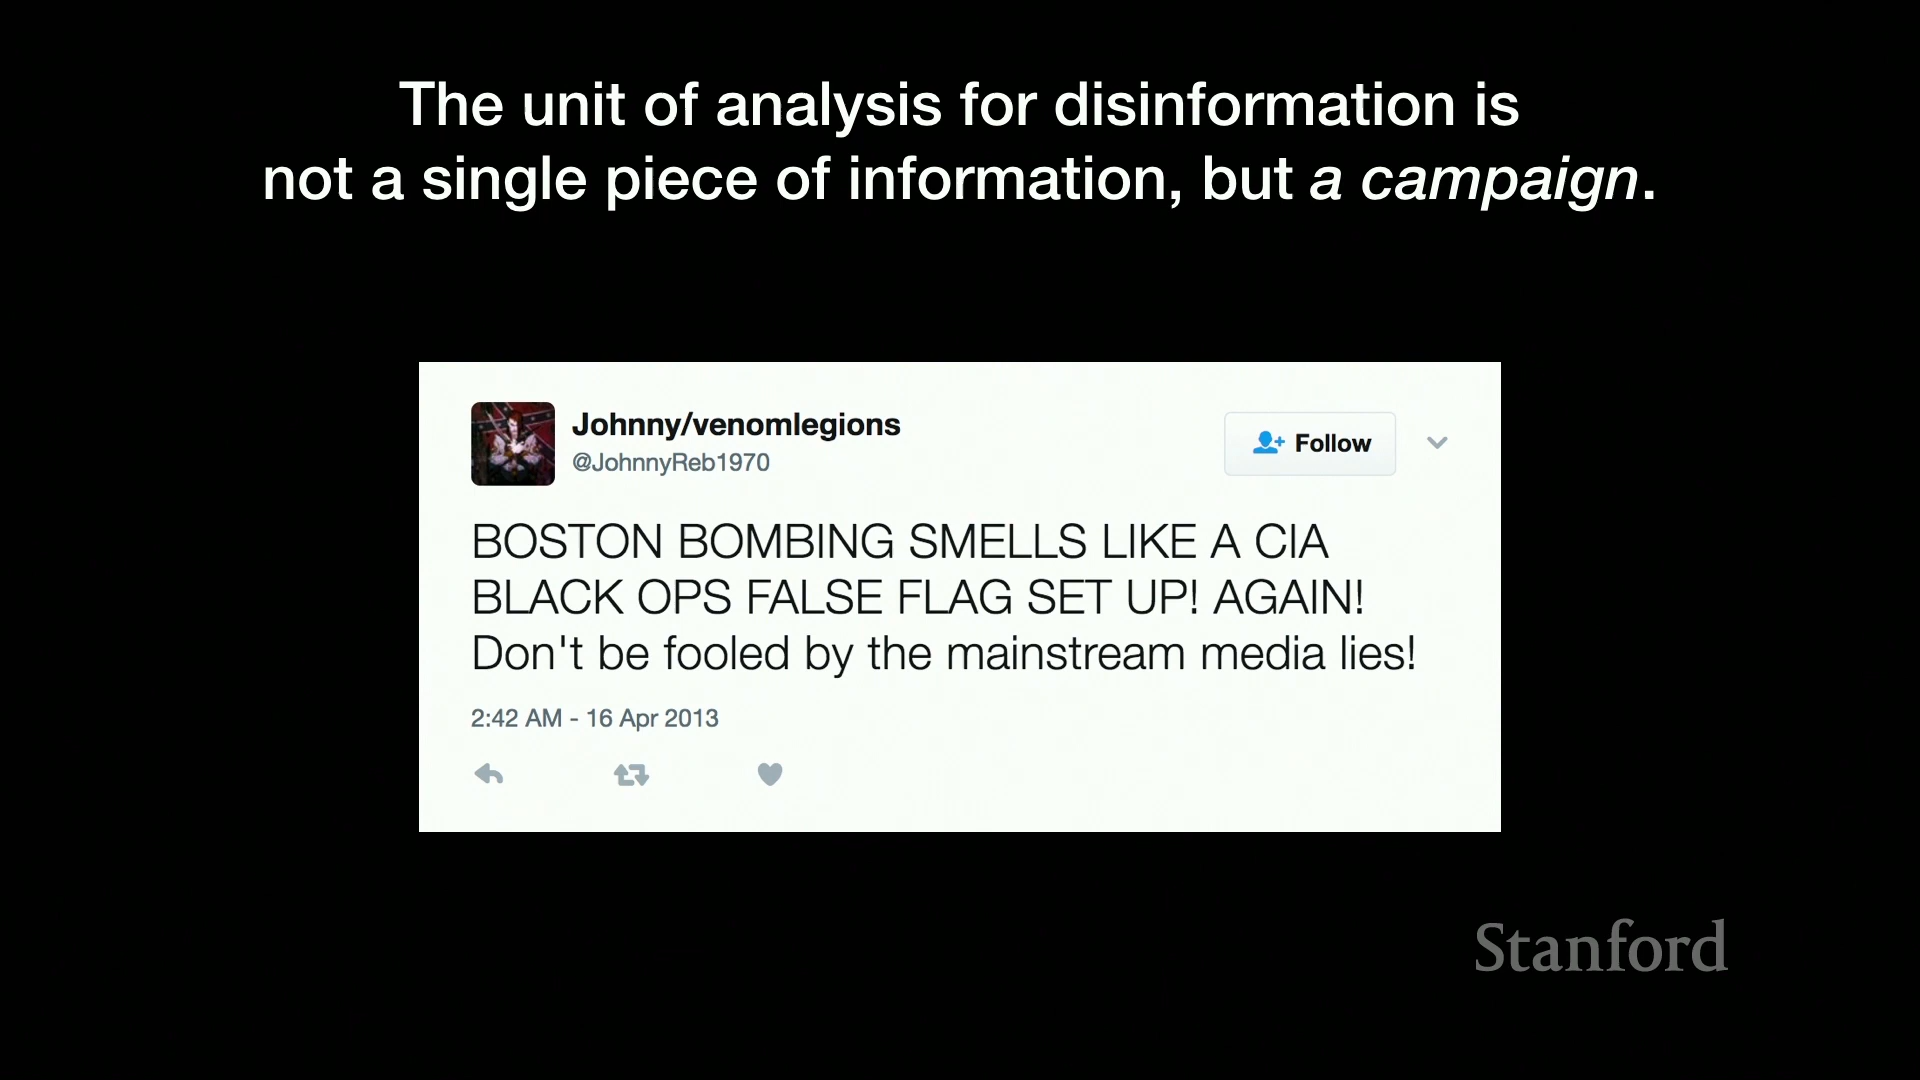 The unit of analysis for disinformation is
not a single piece of information, but a campaign.
Johnny/venomlegions
@JohnnyReb1970
Follow
BOSTON BOMBING SMELLS LIKE A CIA
BLACK OPS FALSE FLAG SET UP! AGAIN!
Don't be fooled by the mainstream media lies!
2:42 AM - 16 Apr 2013
Stanford